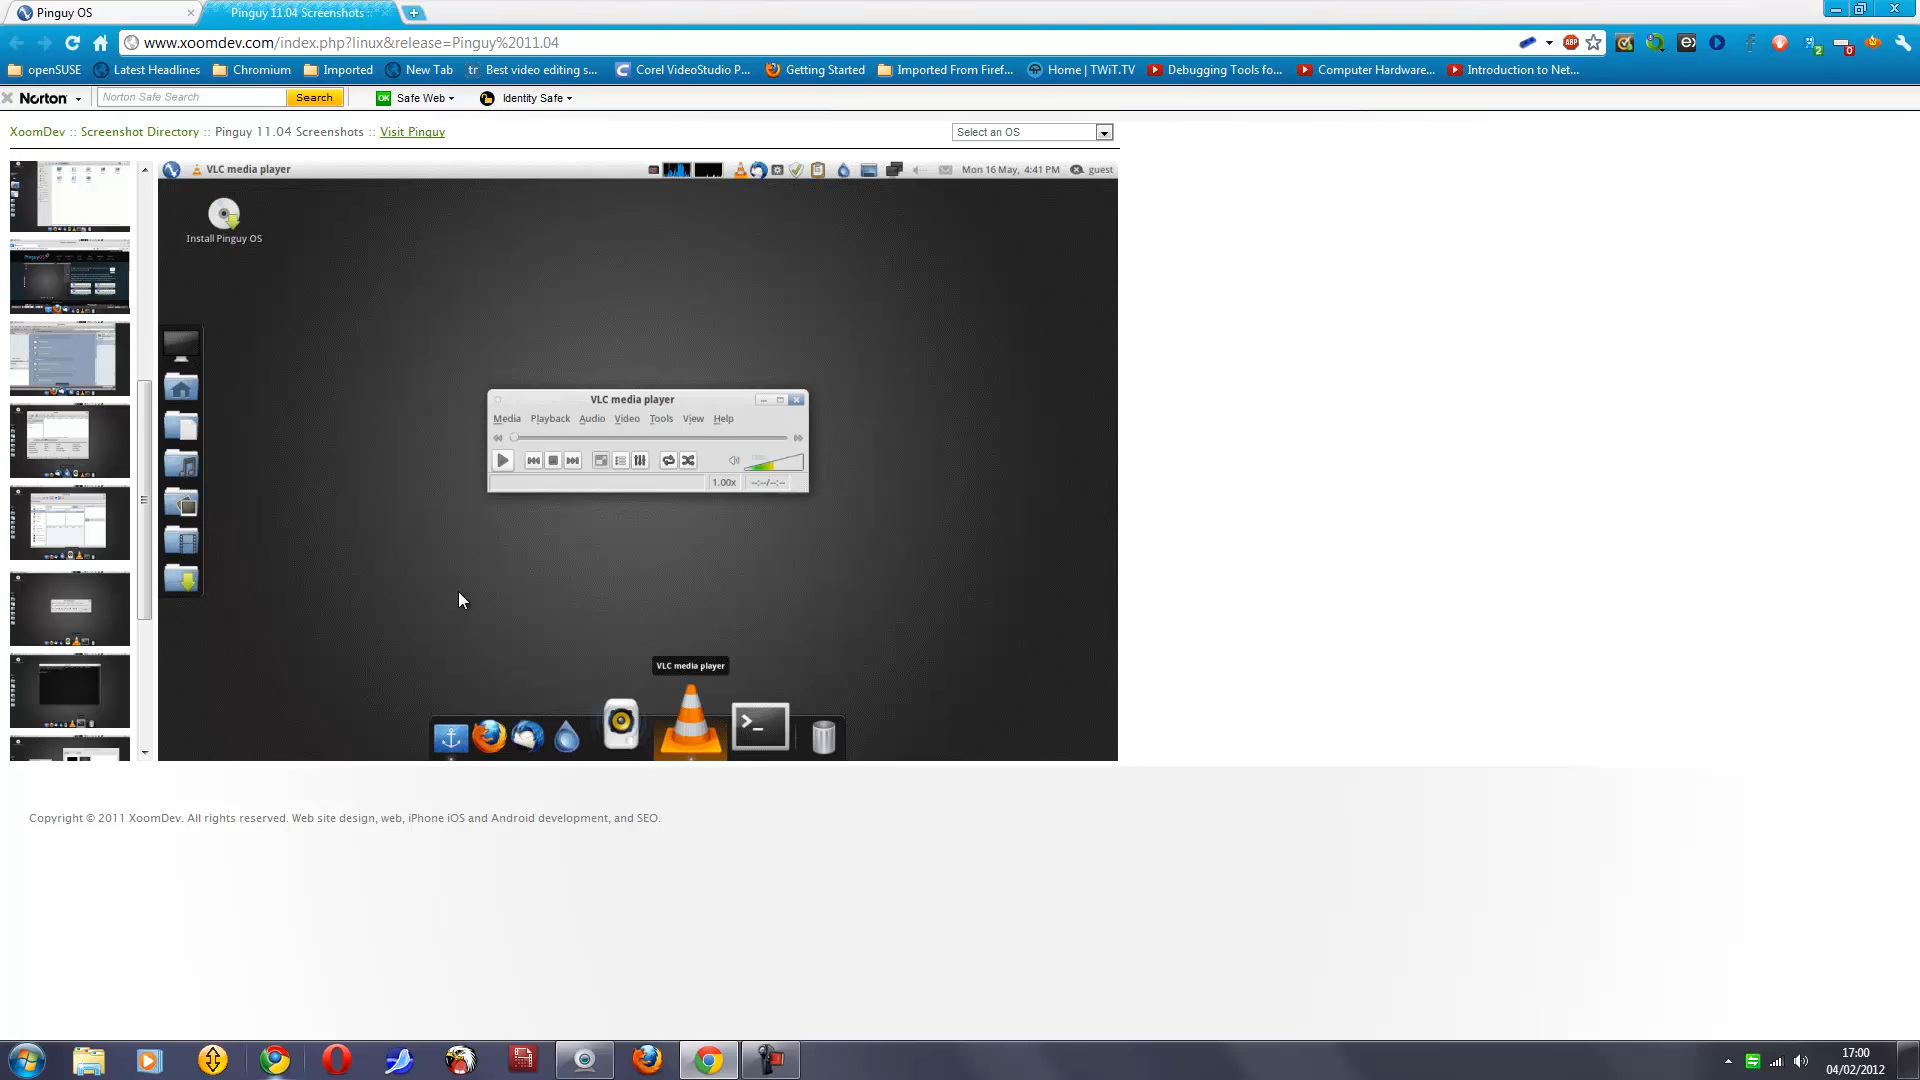 Pinguy OS
Pinguy 11.04 Screenshots
www.xoomdev.com/index.php?linux&release=Pinguy%2011.04
ABP
2
0
openSUSE
Latest Headlines
Chromium
Imported
New Tab
tr Best video editing s...
Corel VideoStudio P...
Getting Started
Imported From Firef...
Home | TWiT.TV
Debugging Tools fo...
Computer Hardware...
Introduction to Net...
Norton
Norton Safe Search
Search
OK Safe Web
Identity Safe
XoomDev :: Screenshot Directory :: Pinguy 11.04 Screenshots :: Visit Pinguy
Select an OS
VLC media player
Mon 16 May, 4:41 PM
guest
Install Pinguy OS
VLC media player
Media Playback Audio Video Tools View Help
1.00x
--:--/--:--
VLC media player
Copyright © 2011 XoomDev. All rights reserved. Web site design, web, iPhone iOS and Android development, and SEO.
17:00
04/02/2012